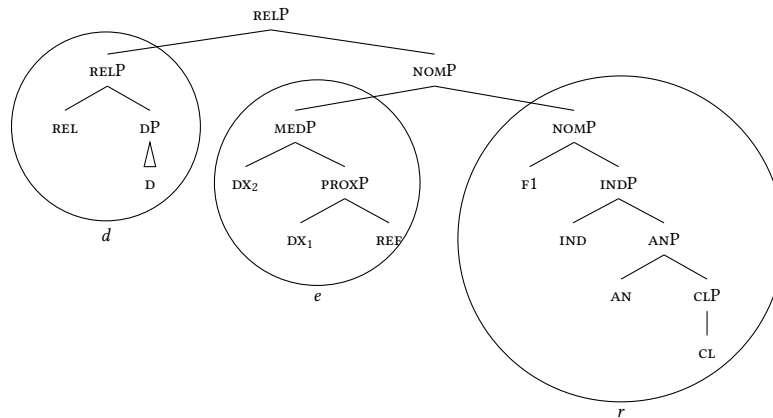 RELP
RELP NOMP
REL DP MEDP NOMP
D DX₂ PROXP F1 INDP
d DX₁ REF IND ANP
e AN CLP
CL
r